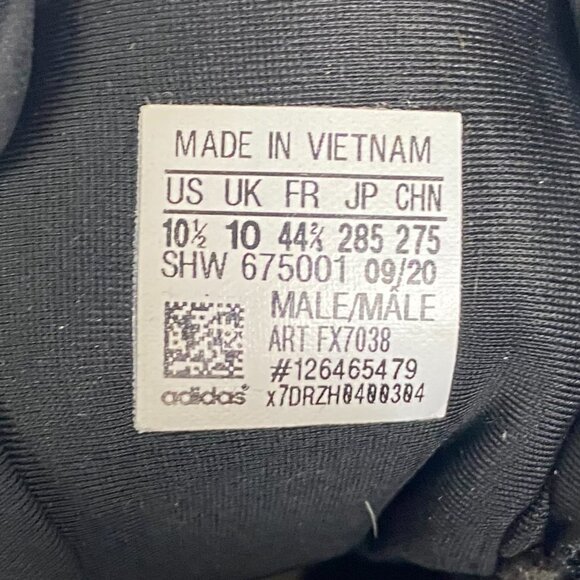 MADE IN VIETNAM
US UK FR JP CHN
10½ 10 44⅔ 285 275
SHW 675001 09/20
MALE/MÂLE
ART FX7038
#126465479
adidas® x7DRZH0400304